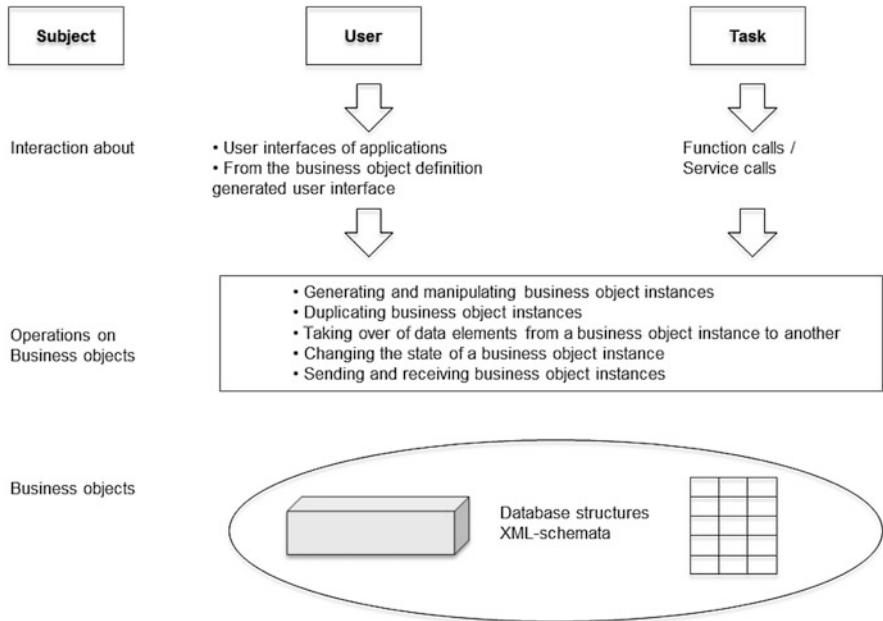 Subject
User
Task
Interaction about
• User interfaces of applications
• From the business object definition
generated user interface
Function calls /
Service calls
Operations on
Business objects
• Generating and manipulating business object instances
• Duplicating business object instances
• Taking over of data elements from a business object instance to another
• Changing the state of a business object instance
• Sending and receiving business object instances
Business objects
Database structures
XML-schemata